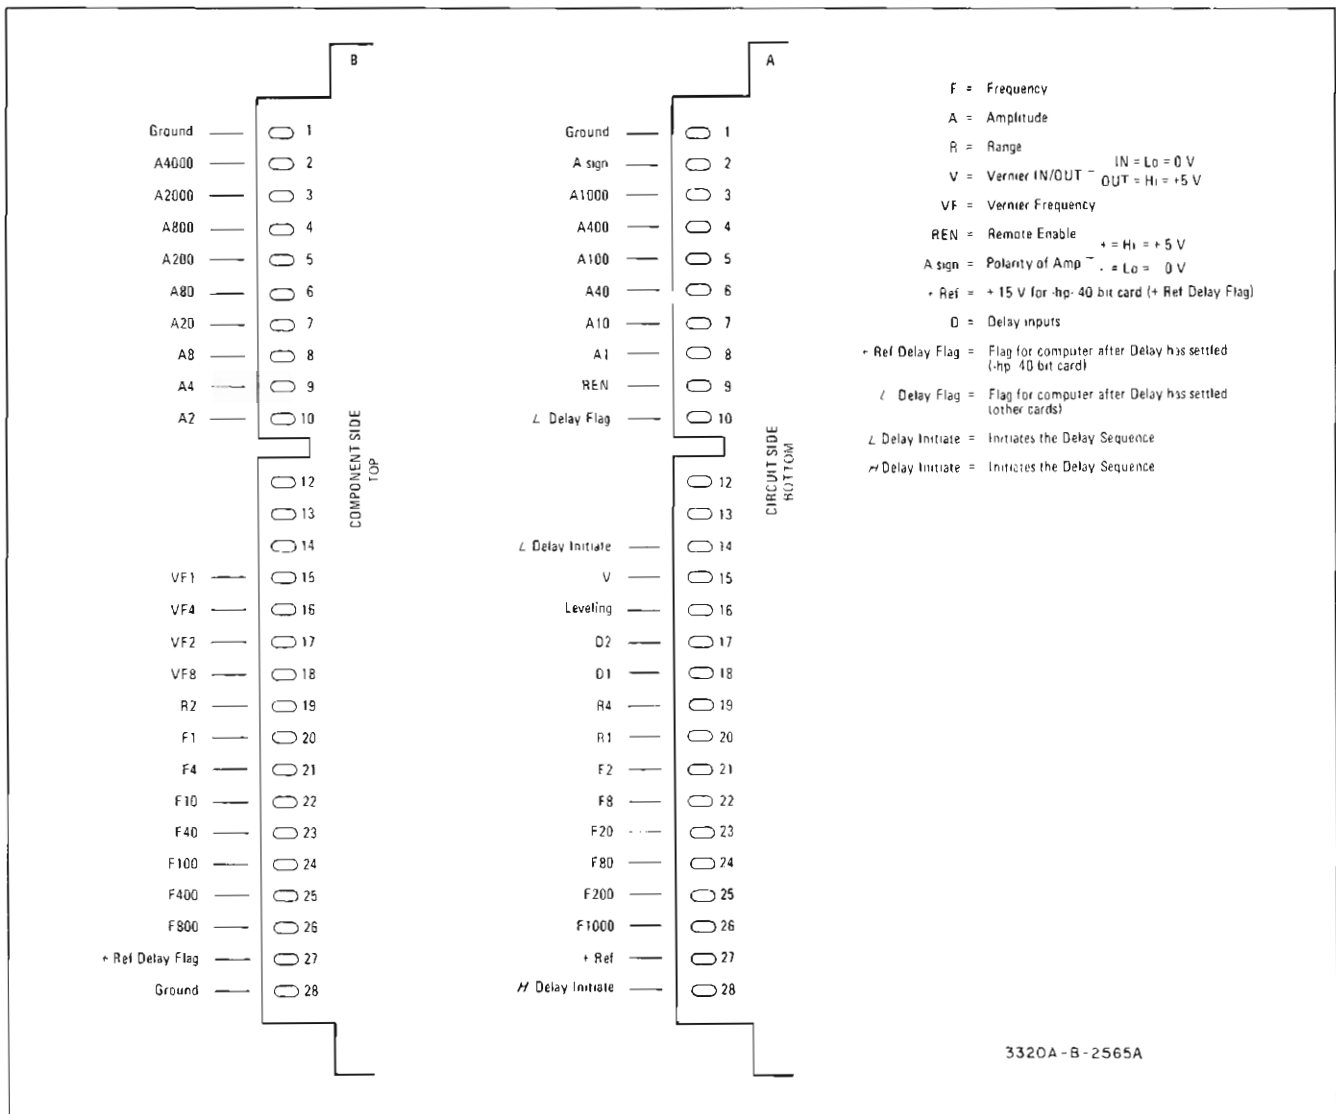 B
Ground 1
A4000 2
A2000 3
A800 4
A200 5
A80 6
A20 7
A8 8
A4 9
A2 10
12
13
14
VF1 15
VF4 16
VF2 17
VF8 18
R2 19
F1 20
F4 21
F10 22
F40 23
F100 24
F400 25
F800 26
+ Ref Delay Flag 27
Ground 28
COMPONENT SIDE
TOP
A
Ground 1
A sign 2
A1000 3
A400 4
A100 5
A40 6
A10 7
A1 8
REN 9
L Delay Flag 10
12
13
L Delay Initiate 14
V 15
Leveling 16
D2 17
D1 18
R4 19
R1 20
F2 21
F8 22
F20 23
F80 24
F200 25
F1000 26
+ Ref 27
H Delay Initiate 28
CIRCUIT SIDE
BOTTOM
F = Frequency
A = Amplitude
R = Range
V = Vernier IN/OUT - IN = Lo = 0 V
OUT = Hi = +5 V
VF = Vernier Frequency
REN = Remote Enable
A sign = Polarity of Amp - + = Hi = + 5 V
- = Lo = 0 V
+ Ref = + 15 V for -hp- 40 bit card (+ Ref Delay Flag)
D = Delay inputs
+ Ref Delay Flag = Flag for computer after Delay has settled
(-hp 40 bit card)
L Delay Flag = Flag for computer after Delay has settled
(other cards)
L Delay Initiate = Initiates the Delay Sequence
H Delay Initiate = Initiates the Delay Sequence
3320A-B-2565A